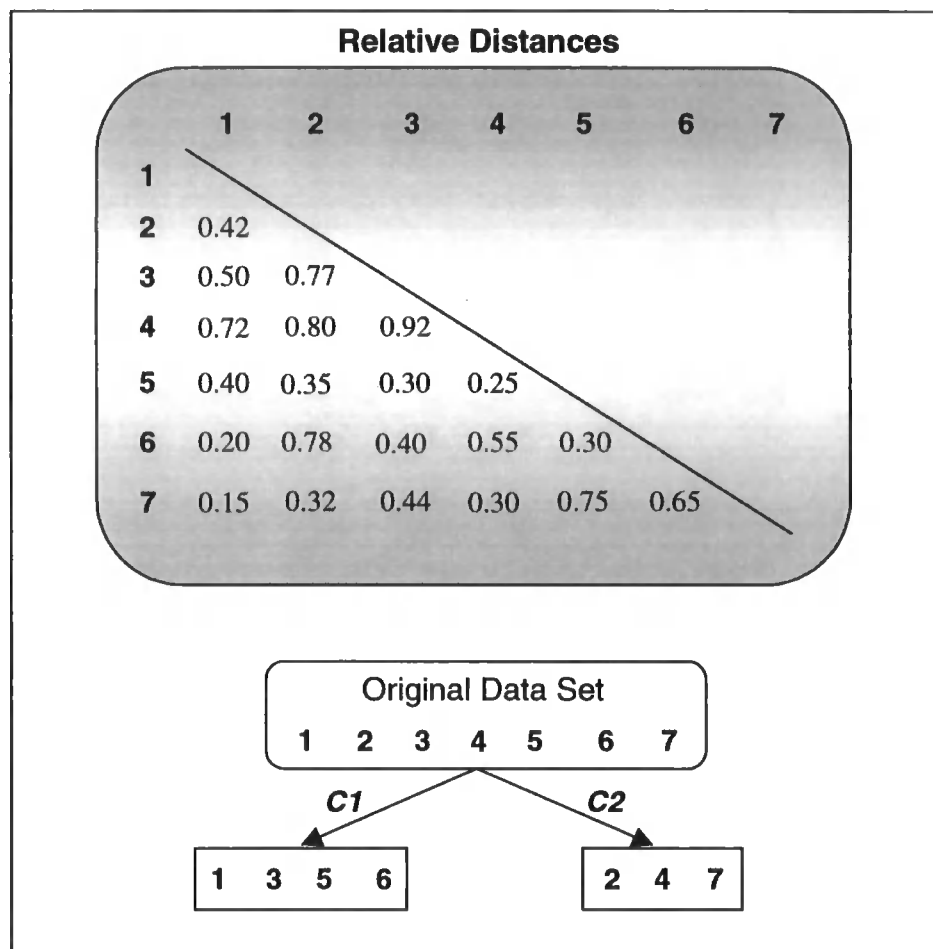 Relative Distances
1 2 3 4 5 6 7
1
2 0.42
3 0.50 0.77
4 0.72 0.80 0.92
5 0.40 0.35 0.30 0.25
6 0.20 0.78 0.40 0.55 0.30
7 0.15 0.32 0.44 0.30 0.75 0.65
Original Data Set
1 2 3 4 5 6 7
C1 C2
1 3 5 6 2 4 7